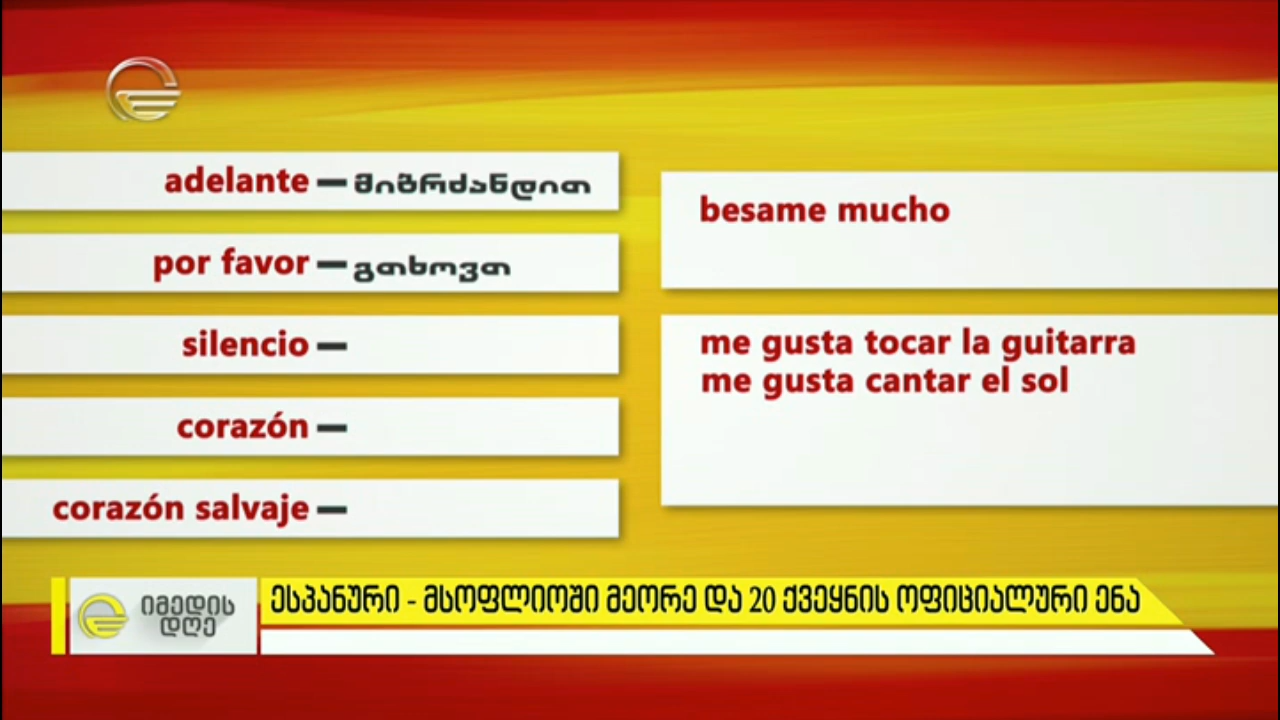 adelante – მიბრძანდით
por favor – გთხოვთ
silencio –
corazón –
corazón salvaje –
besame mucho
me gusta tocar la guitarra
me gusta cantar el sol
იმედის
დღე
ესპანური - მსოფლიოში მეორე და 20 ქვეყნის ოფიციალური ენა